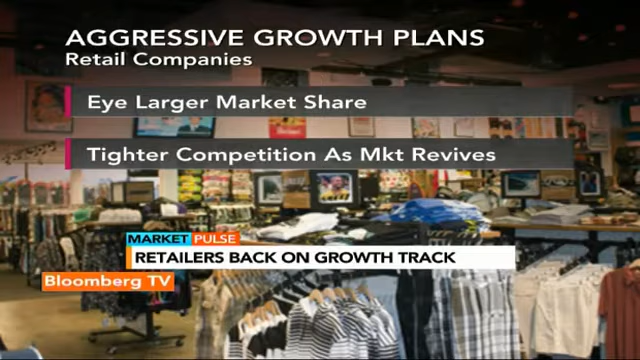 AGGRESSIVE GROWTH PLANS
Retail Companies
Eye Larger Market Share
Tighter Competition As Mkt Revives
MARKET PULSE
RETAILERS BACK ON GROWTH TRACK
Bloomberg TV